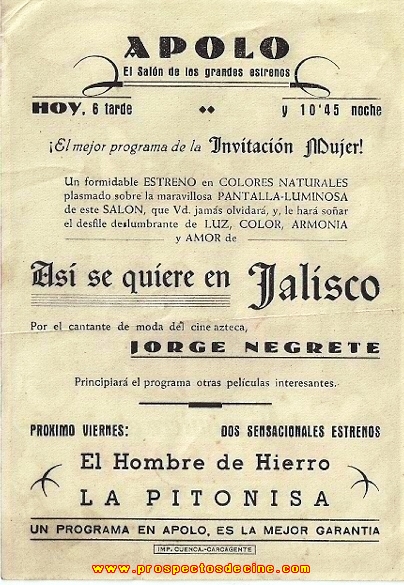 APOLO
El Salón de los grandes estrenos
HOY, 6 tarde y 10'45 noche
¡El mejor programa de la Invitación Mujer!
Un formidable ESTRENO en COLORES NATURALES
plasmado sobre la maravillosa PANTALLA-LUMINOSA
de este SALON, que Vd. jamás olvidará, y, le hará soñar
el desfile deslumbrante de LUZ, COLOR, ARMONIA
y AMOR de
Así se quiere en Jalisco
Por el cantante de moda del cine azteca,
JORGE NEGRETE
Principiará el programa otras películas interesantes.
PROXIMO VIERNES: DOS SENSACIONALES ESTRENOS
El Hombre de Hierro
LA PITONISA
UN PROGRAMA EN APOLO, ES LA MEJOR GARANTIA
IMP. CUENCA.-CARCAGENTE
www.prospectosdecine.com